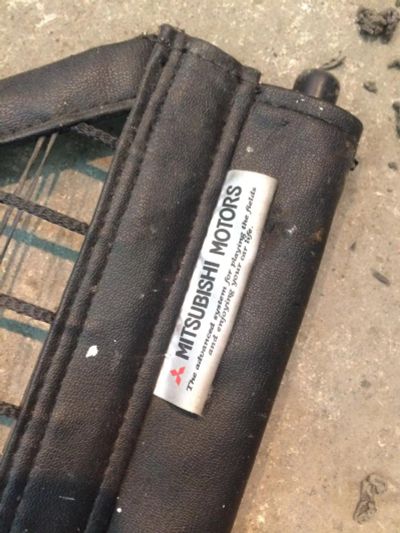 MITSUBISHI MOTORS
The advanced system for playing the fields
and enjoying your car life.